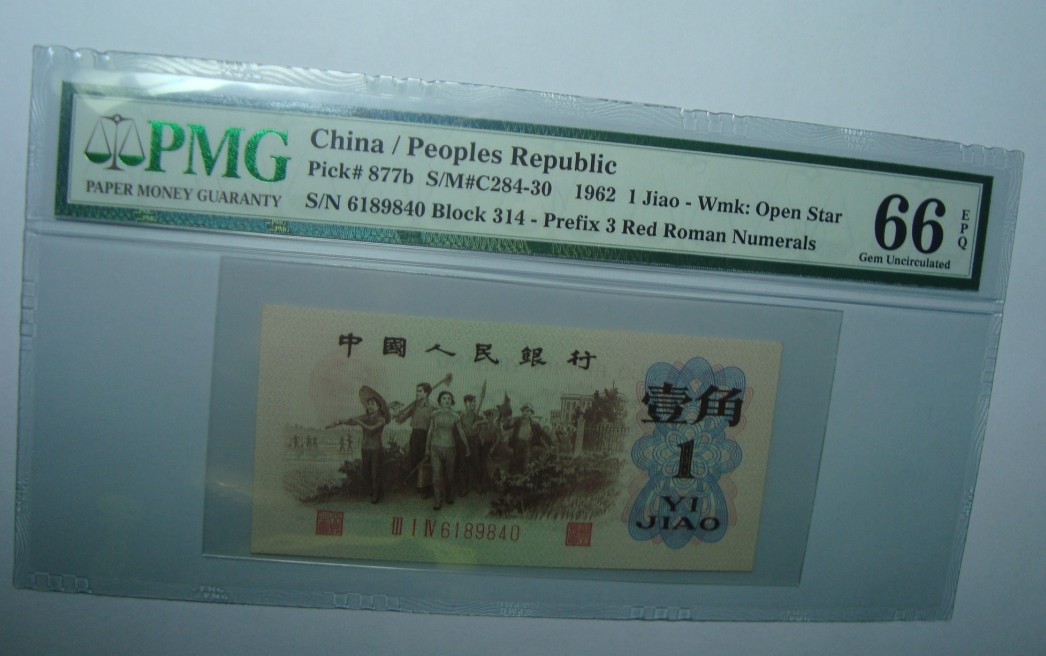 PMG
PAPER MONEY GUARANTY
China / Peoples Republic
Pick# 877b S/M#C284-30 1962 1 Jiao - Wmk: Open Star
S/N 6189840 Block 314 - Prefix 3 Red Roman Numerals
66
EPQ
Gem Uncirculated
中國人民銀行
壹角
1
YI
JIAO
III I IV 6189840